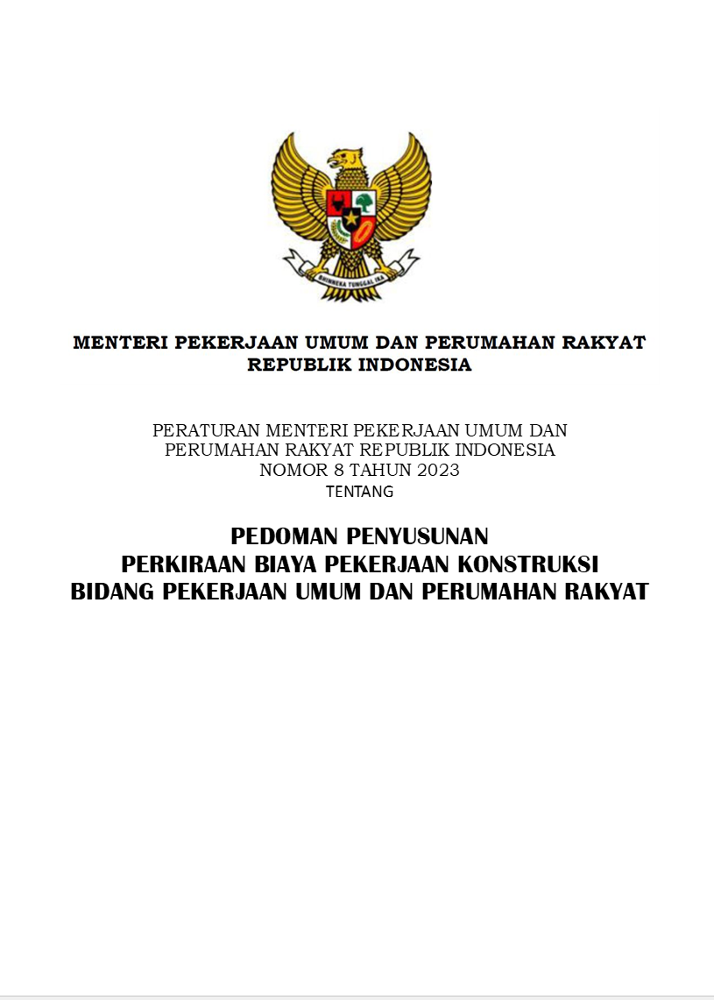 BHINNEKA TUNGGAL IKA
MENTERI PEKERJAAN UMUM DAN PERUMAHAN RAKYAT
REPUBLIK INDONESIA
PERATURAN MENTERI PEKERJAAN UMUM DAN
PERUMAHAN RAKYAT REPUBLIK INDONESIA
NOMOR 8 TAHUN 2023
TENTANG
PEDOMAN PENYUSUNAN
PERKIRAAN BIAYA PEKERJAAN KONSTRUKSI
BIDANG PEKERJAAN UMUM DAN PERUMAHAN RAKYAT